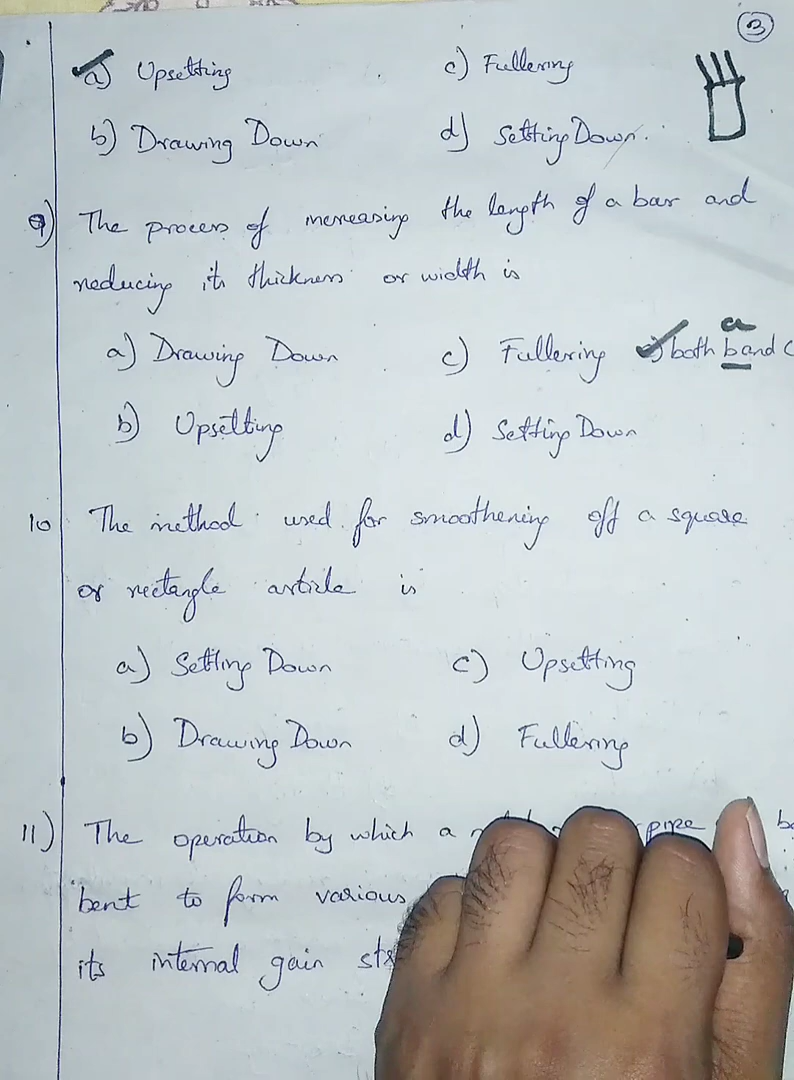 3
a) Upsetting c) Fullering
b) Drawing Down d) Setting Down.
9) The process of increasing the length of a bar and
reducing its thickness or width is
a
a) Drawing Down c) Fullering e) both b and c
b) Upsetting d) Setting Down
10 The method used for smoothening off a square
or rectangle article is
a) Setting Down c) Upsetting
b) Drawing Down d) Fullering
11) The operation by which a pipe
bent to form various
its internal gain